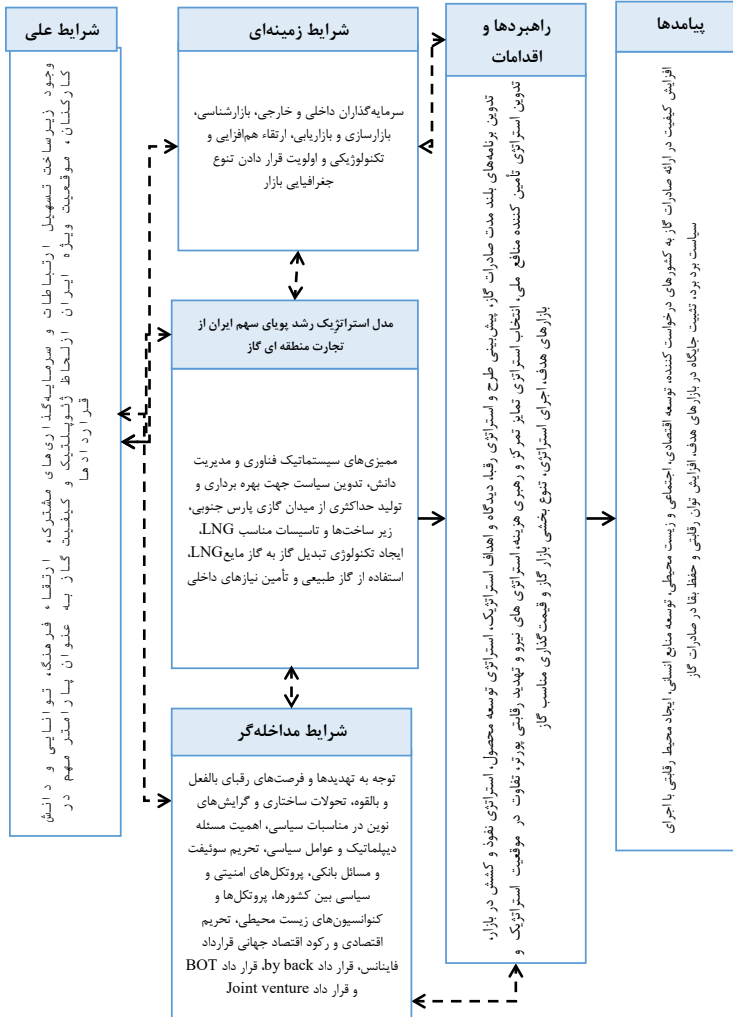 شرایط علی
وجود زیرساخت تسهیل ارتباطات و سرمایه‌گذاری‌های مشترک، ارتقاء فرهنگ، توانایی و دانش
کارکنان، موقعیت ویژه ایران ازلحاظ ژئوپلتیک و کیفیت گاز به عنوان پارامتر مهم در
قراردادها
شرایط زمینه‌ای
سرمایه‌گذاران داخلی و خارجی، بازارشناسی،
بازارسازی و بازاریابی، ارتقاء هم‌افزایی و
تکنولوژیکی و اولویت قرار دادن تنوع
جغرافیایی بازار
مدل استراتژیک رشد پویای سهم ایران از
تجارت منطقه ای گاز
ممیزی‌های سیستماتیک فناوری و مدیریت
دانش، تدوین سیاست جهت بهره برداری و
تولید حداکثری از میدان گازی پارس جنوبی،
زیر ساخت‌ها و تاسیسات مناسب LNG،
ایجاد تکنولوژی تبدیل گاز به گاز مایعLNG،
استفاده از گاز طبیعی و تأمین نیازهای داخلی
شرایط مداخله‌گر
توجه به تهدیدها و فرصت‌های رقبای بالفعل
و بالقوه، تحولات ساختاری و گرایش‌های
نوین در مناسبات سیاسی، اهمیت مسئله
دیپلماتیک و عوامل سیاسی، تحریم سوئیفت
و مسائل بانکی، پروتکل‌های امنیتی و
سیاسی بین کشورها، پروتکل‌ها و
کنوانسیون‌های زیست محیطی، تحریم
اقتصادی و رکود اقتصاد جهانی قرارداد
فاینانس، قرار داد by back، قرار داد BOT
و قرار داد Joint venture
راهبردها و
اقدامات
تدوین برنامه‌های بلند مدت صادرات گاز، پیش‌بینی طرح و استراتژی رقبا، دیدگاه و اهداف استراتژیک، استراتژی توسعه محصول، استراتژی نفوذ و کشش در بازار،
تدوین استراتژی تأمین کننده منافع ملی، انتخاب استراتژی تمایز تمرکز و رهبری هزینه، استراتژی های نیرو و تهدید رقابتی پورتر، تفاوت در موقعیت استراتژیک و
بازارهای هدف، اجرای استراتژی، تنوع بخشی بازار گاز و قیمت‌گذاری مناسب گاز
پیامدها
افزایش کیفیت در ارائه صادرات گاز به کشورهای درخواست کننده، توسعه اقتصادی، اجتماعی و زیست محیطی، توسعه منابع انسانی، ایجاد محیط رقابتی با اجرای
سیاست برد برد، تثبیت جایگاه در بازارهای هدف، افزایش توان رقابتی و حفظ بقا در صادرات گاز